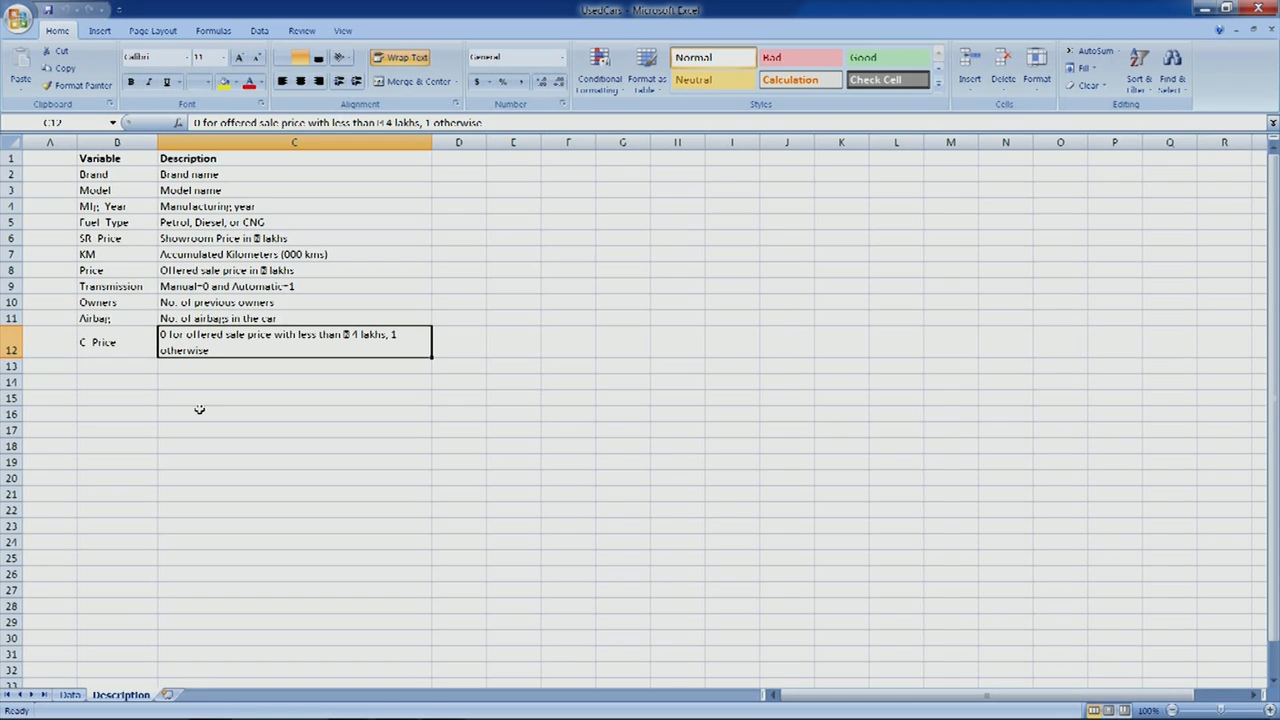 UsedCars - Microsoft Excel
Home Insert Page Layout Formulas Data Review View
Paste
Cut
Copy
Format Painter
Clipboard
Calibri 11
B I U
Font
Wrap Text
Merge & Center
Alignment
General
$ % ,
Number
Conditional Formatting
Format as Table
Normal Bad Good
Neutral Calculation Check Cell
Styles
Insert Delete Format
Cells
AutoSum
Fill
Clear
Sort & Filter
Find & Select
Editing
C12 fx 0 for offered sale price with less than 4 lakhs, 1 otherwise
A B C D E F G H I J K L M N O P Q R
1 Variable Description
2 Brand Brand name
3 Model Model name
4 Mfg_Year Manufacturing year
5 Fuel_Type Petrol, Diesel, or CNG
6 SR_Price Showroom Price in lakhs
7 KM Accumulated Kilometers (000 kms)
8 Price Offered sale price in lakhs
9 Transmission Manual=0 and Automatic=1
10 Owners No. of previous owners
11 Airbag No. of airbags in the car
12 C_Price 0 for offered sale price with less than 4 lakhs, 1
otherwise
13
14
15
16
17
18
19
20
21
22
23
24
25
26
27
28
29
30
31
32
33
Data Description
Ready 100%